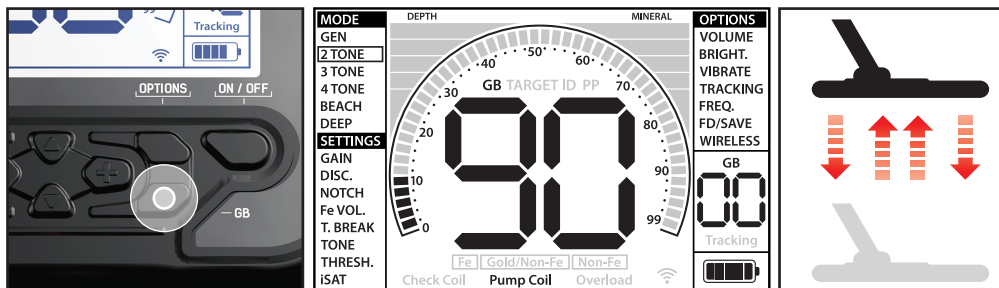 99
Tracking
OPTIONS
ON / OFF
GB
MODE
GEN
2 TONE
3 TONE
4 TONE
BEACH
DEEP
SETTINGS
GAIN
DISC.
NOTCH
Fe VOL.
T. BREAK
TONE
THRESH.
iSAT
DEPTH
MINERAL
0
10
20
30
40
50
60
70
80
90
99
GB TARGET ID PP
90
Fe Gold/Non-Fe Non-Fe
Check Coil Pump Coil Overload
OPTIONS
VOLUME
BRIGHT.
VIBRATE
TRACKING
FREQ.
FD/SAVE
WIRELESS
GB
00
Tracking